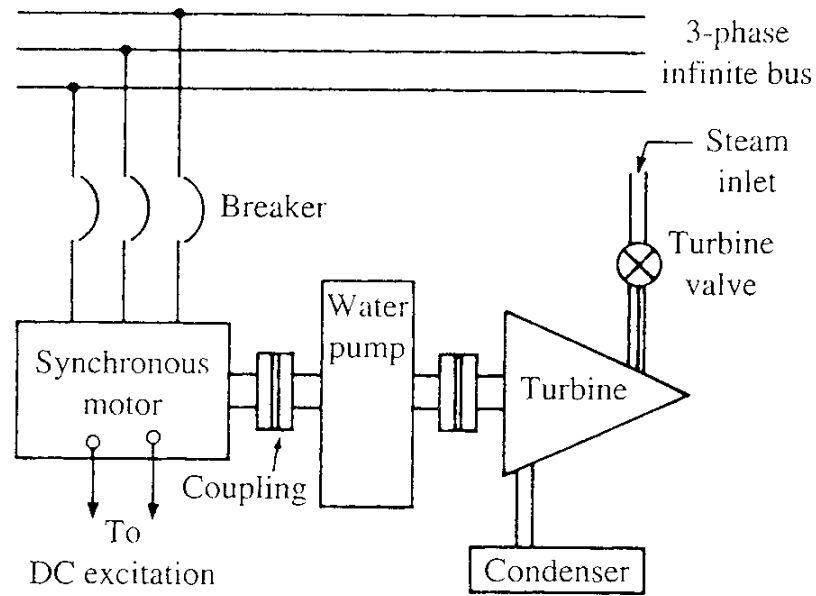 3-phase
infinite bus
Steam
inlet
Breaker
Turbine
valve
Water
pump
Synchronous
motor
Turbine
Coupling
To
DC excitation
Condenser